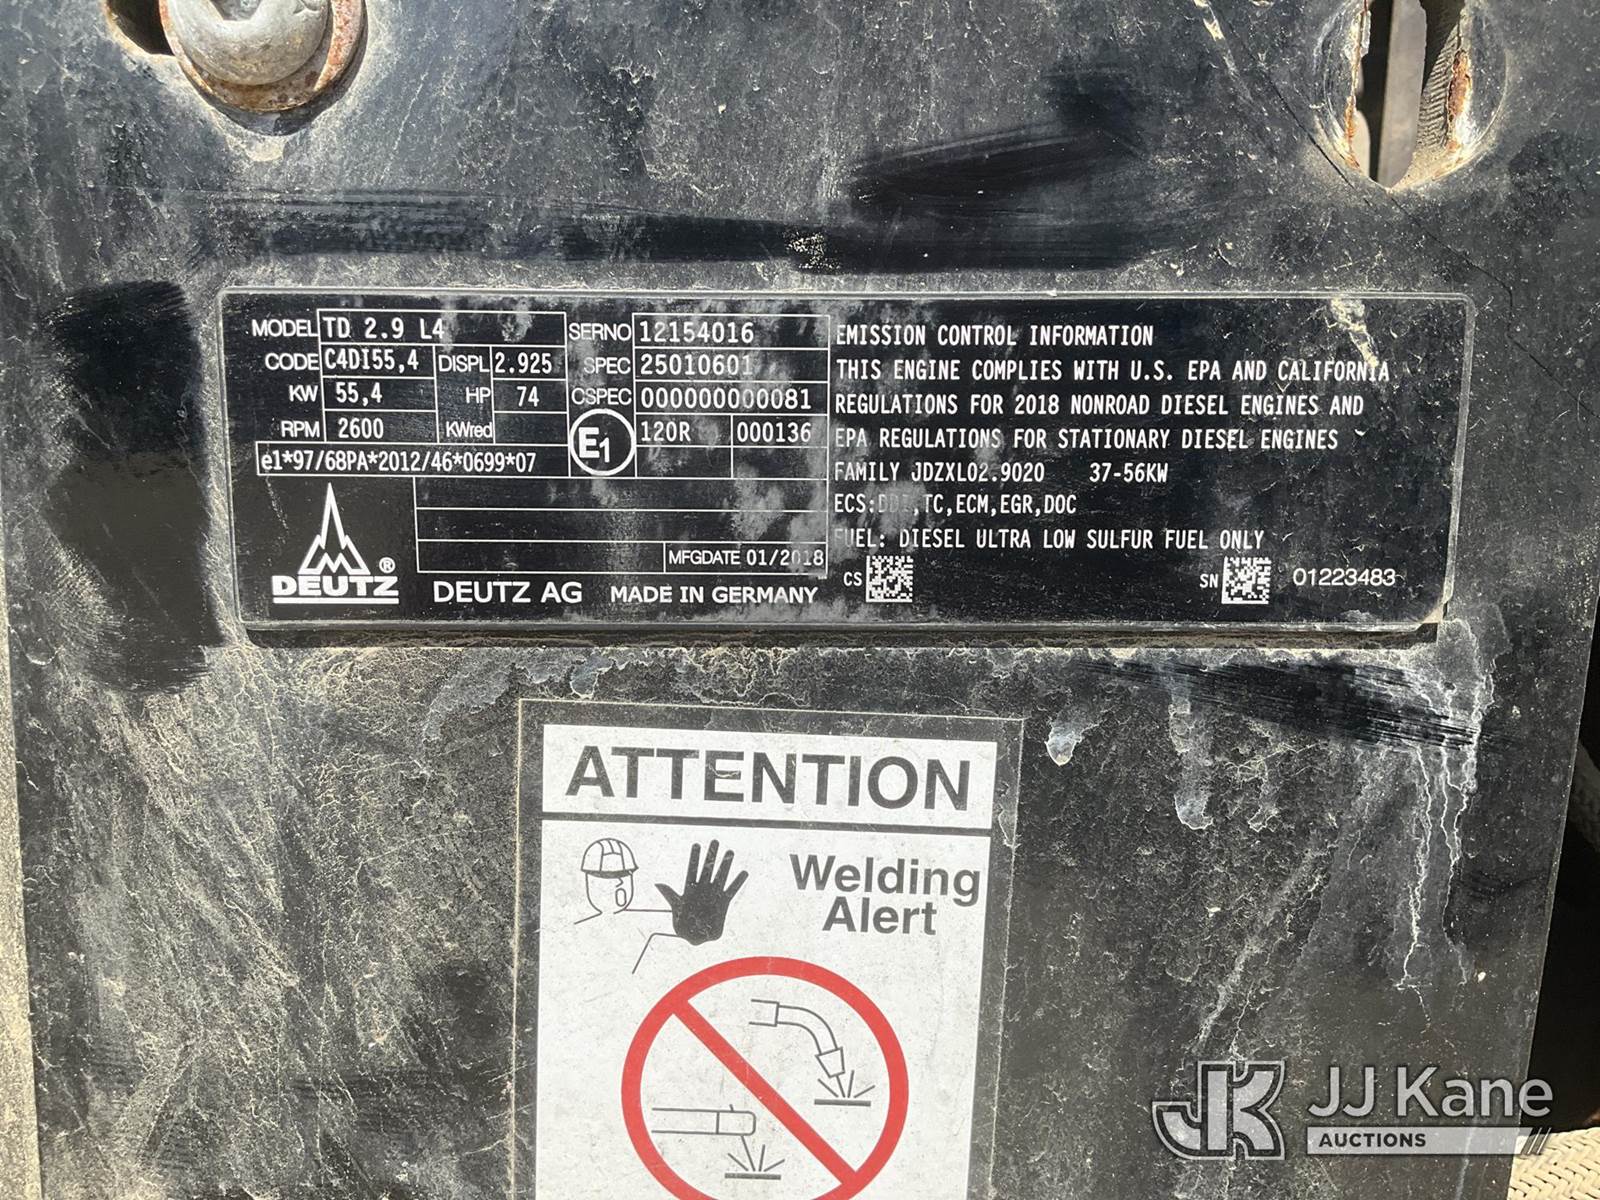 MODEL TD 2.9 L4
CODE C4DI55,4 DISPL 2.925
KW 55,4 HP 74
RPM 2600 KWred
e1*97/68PA*2012/46*0699*07
SERNO 12154016
SPEC 25010601
CSPEC 000000000081
E1 120R 000136
MFGDATE 01/2018
DEUTZ ® DEUTZ AG MADE IN GERMANY
EMISSION CONTROL INFORMATION
THIS ENGINE COMPLIES WITH U.S. EPA AND CALIFORNIA
REGULATIONS FOR 2018 NONROAD DIESEL ENGINES AND
EPA REGULATIONS FOR STATIONARY DIESEL ENGINES
FAMILY JDZXL02.9020 37-56KW
ECS: ,TC,ECM,EGR,DOC
FUEL: DIESEL ULTRA LOW SULFUR FUEL ONLY
CS SN 01223483
ATTENTION
Welding
Alert
JK JJ Kane
AUCTIONS